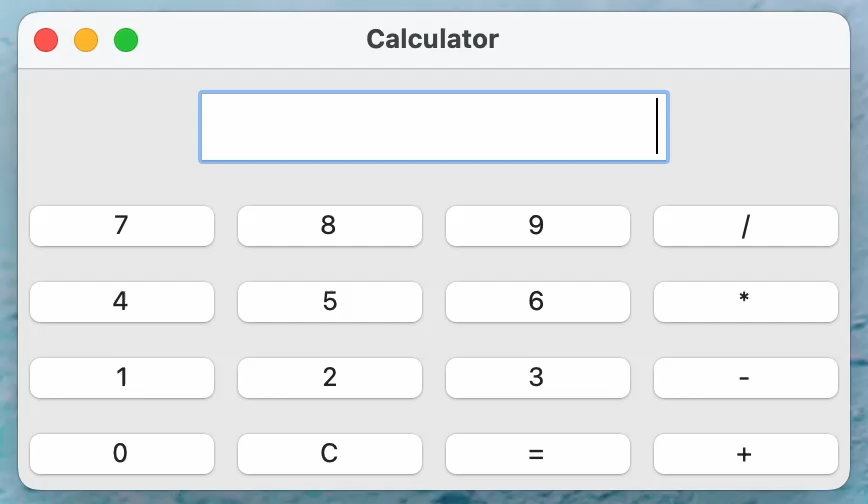 Calculator
7 8 9 /
4 5 6 *
1 2 3 -
0 C = +